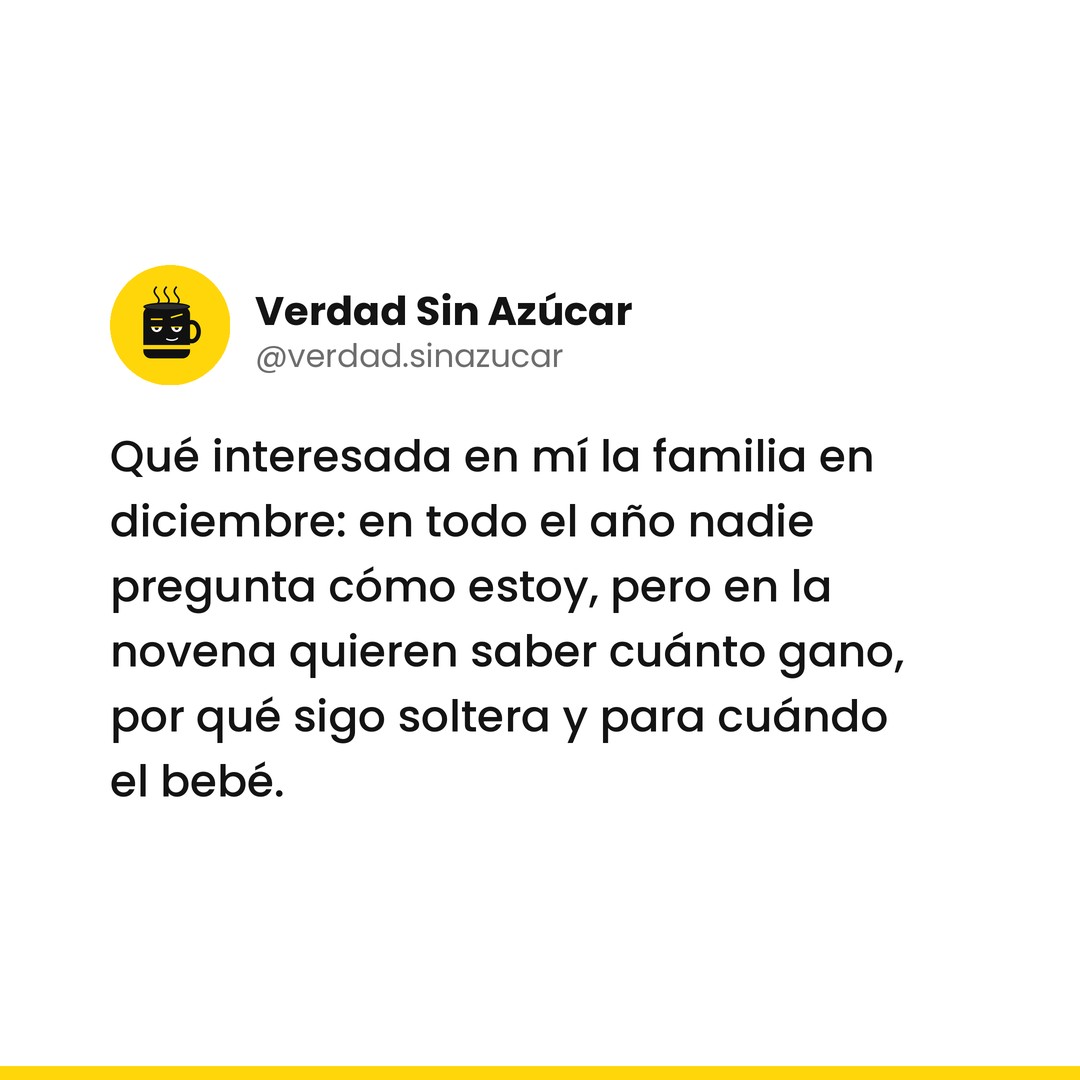 Verdad Sin Azúcar
@verdad.sinazucar
Qué interesada en mí la familia en
diciembre: en todo el año nadie
pregunta cómo estoy, pero en la
novena quieren saber cuánto gano,
por qué sigo soltera y para cuándo
el bebé.